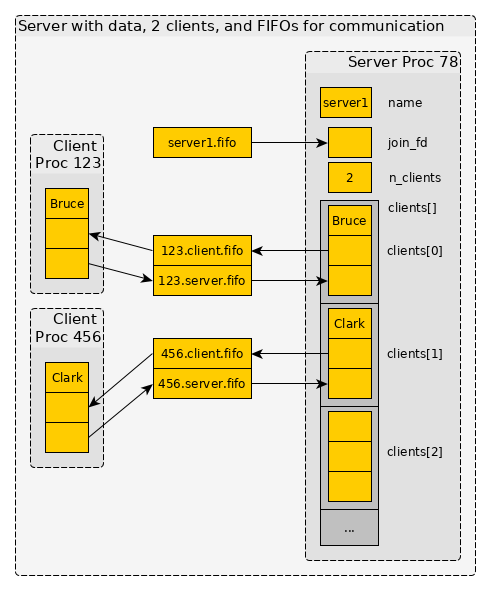 Server with data, 2 clients, and FIFOs for communication
Server Proc 78
server1 name
server1.fifo join_fd
2 n_clients
clients[]
Client
Proc 123
Bruce
123.client.fifo
123.server.fifo
Bruce
clients[0]
Client
Proc 456
Clark
456.client.fifo
456.server.fifo
Clark
clients[1]
clients[2]
...